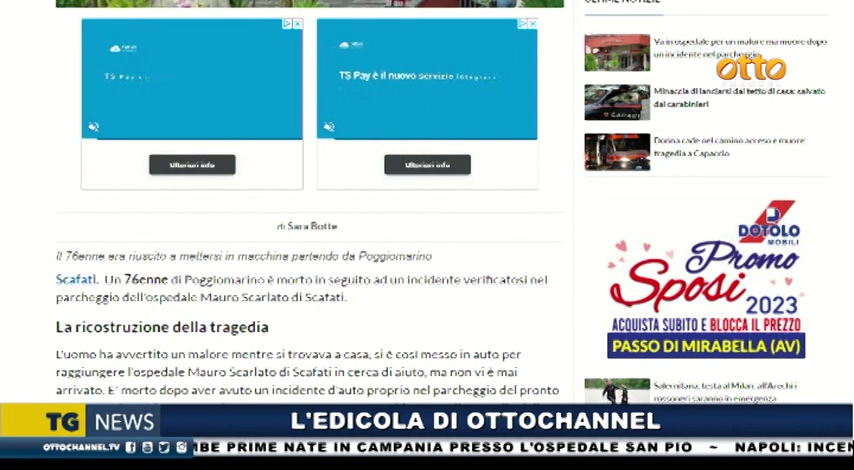 ULTIME NOTIZIE
TS Pay
TS Pay è il nuovo servizio
Ulteriori info
Ulteriori info
di Sara Botte
Il 76enne era riuscito a mettersi in macchina partendo da Poggiomarino
Scafati. Un 76enne di Poggiomarino è morto in seguito ad un incidente verificatosi nel
parcheggio dell'ospedale Mauro Scarlato di Scafati.
La ricostruzione della tragedia
L'uomo ha avvertito un malore mentre si trovava a casa, si è così messo in auto per
raggiungere l'ospedale Mauro Scarlato di Scafati in cerca di aiuto, ma non vi è mai
arrivato. E' morto dopo aver avuto un incidente d'auto proprio nel parcheggio del pronto
Va in ospedale per un malore ma muore dopo
un incidente nel parcheggio
otto
Minaccia di lanciarsi dal tetto di casa: salvato
dai carabinieri
Donna cade nel camino acceso e muore:
tragedia a Capaccio
DOTOLO
MOBILI
Promo
Sposi
2023
ACQUISTA SUBITO E BLOCCA IL PREZZO
PASSO DI MIRABELLA (AV)
Salernitana, testa al Milan: all'Arechi i
rossoneri saranno in emergenza
TG NEWS
L'EDICOLA DI OTTOCHANNEL
OTTOCHANNEL.TV
MBE PRIME NATE IN CAMPANIA PRESSO L'OSPEDALE SAN PIO ~ NAPOLI: INCEN